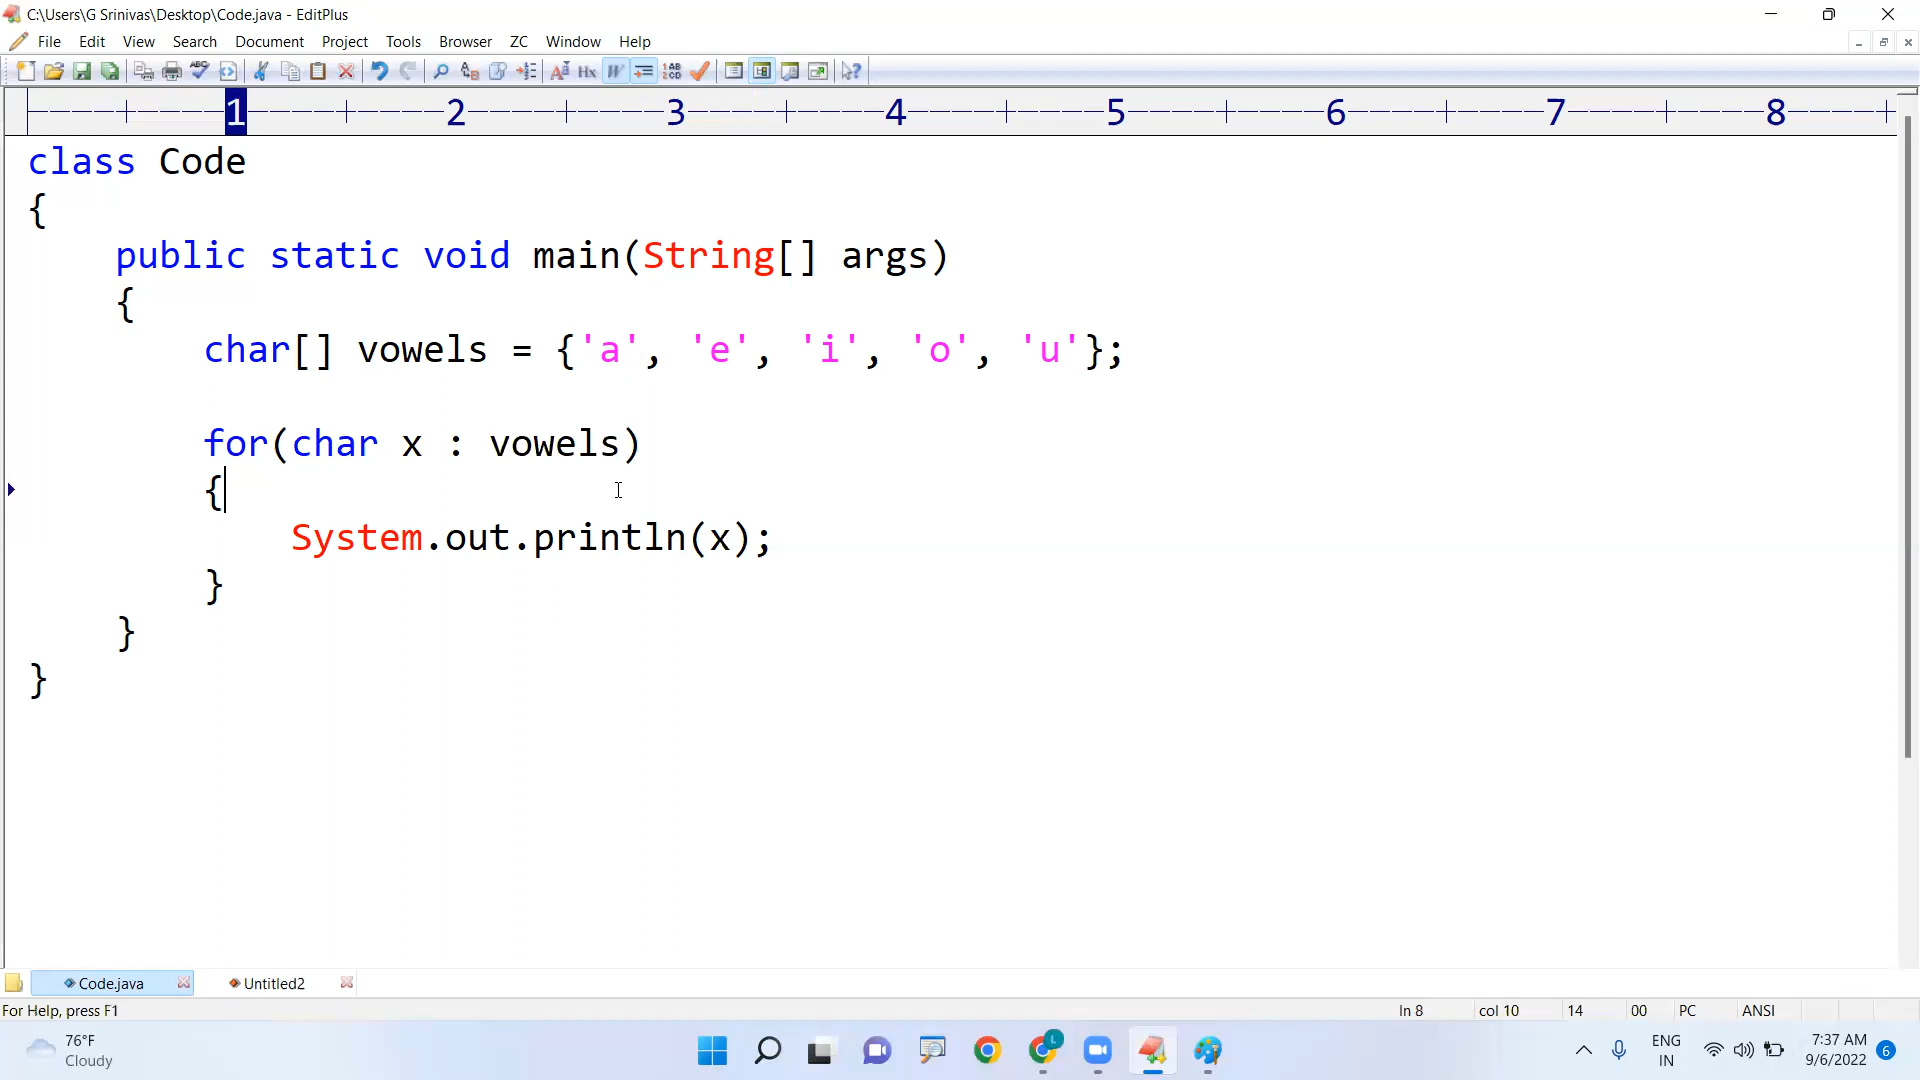 C:\Users\G Srinivas\Desktop\Code.java - EditPlus
File Edit View Search Document Project Tools Browser ZC Window Help
1 2 3 4 5 6 7 8
class Code
{
public static void main(String[] args)
{
char[] vowels = {'a', 'e', 'i', 'o', 'u'};
for(char x : vowels)
{
System.out.println(x);
}
}
}
Code.java Untitled2
For Help, press F1 ln 8 col 10 14 00 PC ANSI
76°F
Cloudy
ENG
IN
7:37 AM
9/6/2022
6